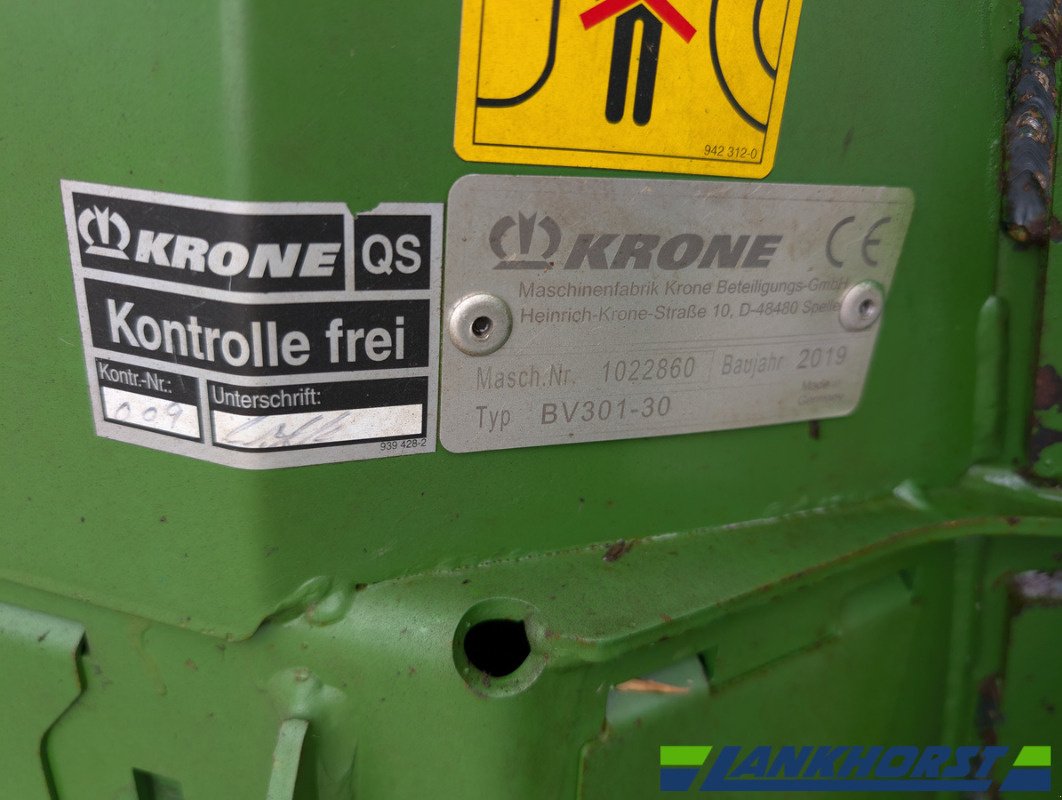 942 312-0
KRONE QS
Kontrolle frei
Kontr.-Nr.: Unterschrift:
009
939 428-2
KRONE CE
Maschinenfabrik Krone Beteiligungs-GmbH
Heinrich-Krone-Straße 10, D-48480 Spelle
Masch.Nr. 1022860 Baujahr 2019
Typ BV301-30
Made in
Germany
LANKHORST